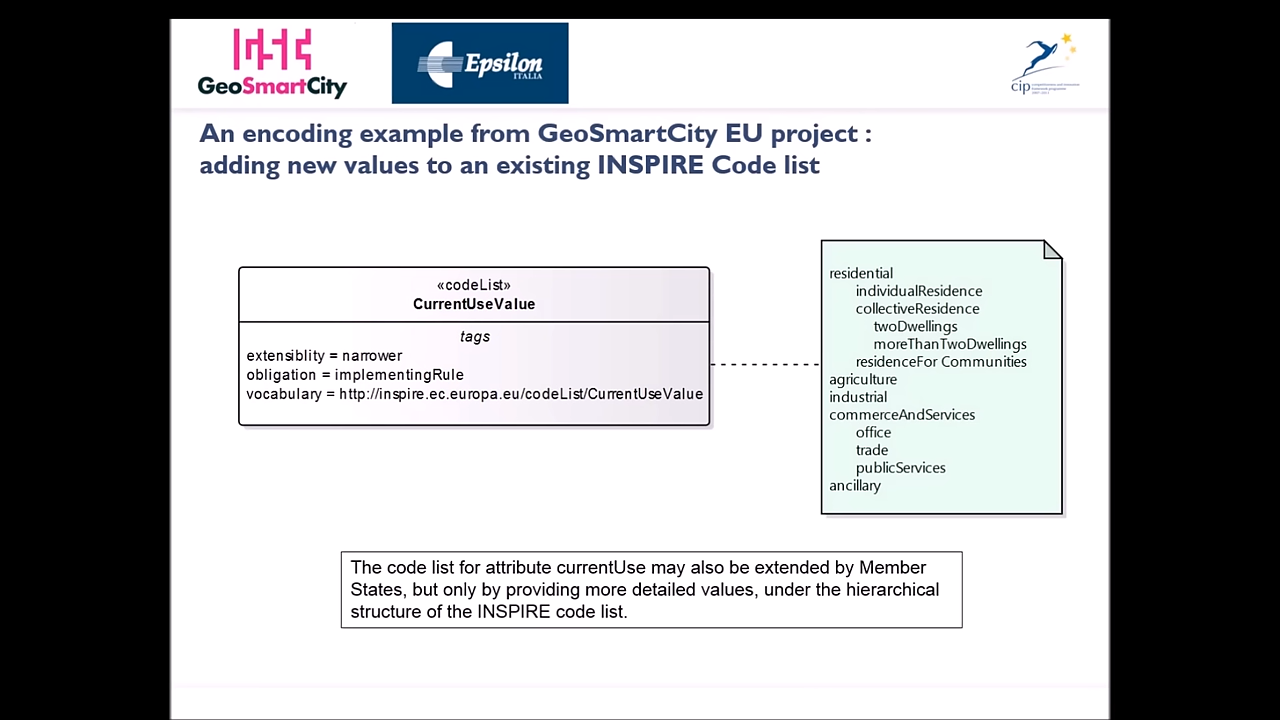 GeoSmartCity
Epsilon
ITALIA
cip
An encoding example from GeoSmartCity EU project :
adding new values to an existing INSPIRE Code list
«codeList»
CurrentUseValue
tags
extensiblity = narrower
obligation = implementingRule
vocabulary = http://inspire.ec.europa.eu/codeList/CurrentUseValue
residential
individualResidence
collectiveResidence
twoDwellings
moreThanTwoDwellings
residenceFor Communities
agriculture
industrial
commerceAndServices
office
trade
publicServices
ancillary
The code list for attribute currentUse may also be extended by Member
States, but only by providing more detailed values, under the hierarchical
structure of the INSPIRE code list.